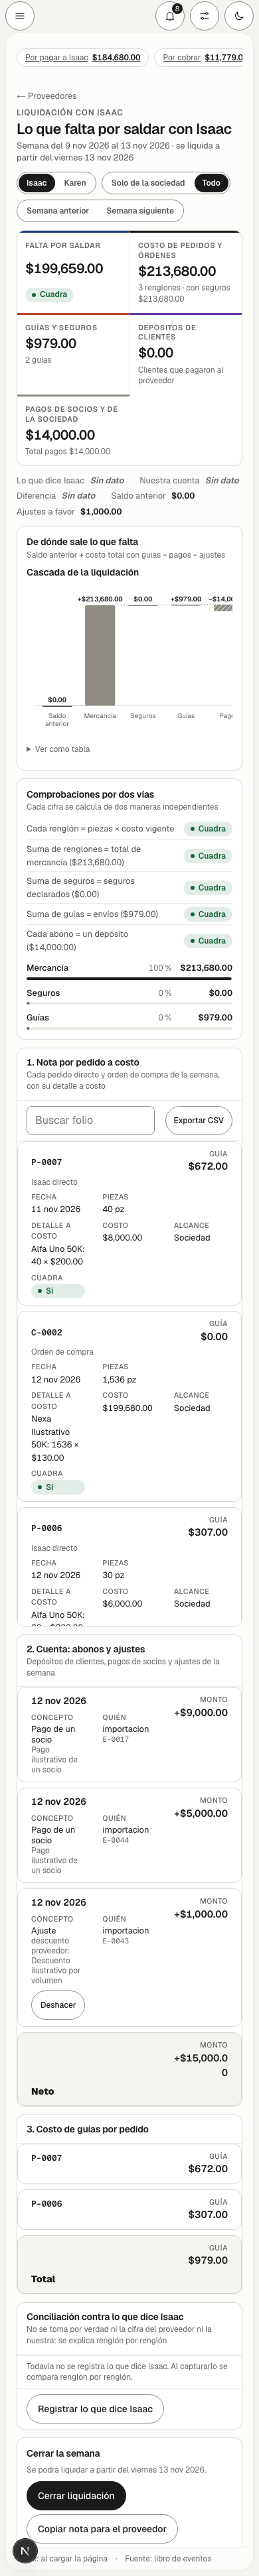 8
Por pagar a Isaac $184,680.00
Por cobrar $11,779.0
← Proveedores
LIQUIDACIÓN CON ISAAC
Lo que falta por saldar con Isaac
Semana del 9 nov 2026 al 13 nov 2026 · se liquida a
partir del viernes 13 nov 2026
Isaac Karen
Solo de la sociedad Todo
Semana anterior Semana siguiente
FALTA POR SALDAR
$199,659.00
Cuadra
COSTO DE PEDIDOS Y
ÓRDENES
$213,680.00
3 renglones · con seguros
$213,680.00
GUÍAS Y SEGUROS
$979.00
2 guías
DEPÓSITOS DE
CLIENTES
$0.00
Clientes que pagaron al
proveedor
PAGOS DE SOCIOS Y DE
LA SOCIEDAD
$14,000.00
Total pagos $14,000.00
Lo que dice Isaac Sin dato Nuestra cuenta Sin dato
Diferencia Sin dato Saldo anterior $0.00
Ajustes a favor $1,000.00
De dónde sale lo que falta
Saldo anterior + costo total con guías − pagos − ajustes
Cascada de la liquidación
+$213,680.00 $0.00 +$979.00 −$14,00
$0.00
Saldo
anterior
Mercancía
Seguros
Guías
Pago
Ver como tabla
Comprobaciones por dos vías
Cada cifra se calcula de dos maneras independientes
Cada renglón = piezas × costo vigente Cuadra
Suma de renglones = total de
mercancía ($213,680.00) Cuadra
Suma de seguros = seguros
declarados ($0.00) Cuadra
Suma de guías = envíos ($979.00) Cuadra
Cada abono = un depósito
($14,000.00) Cuadra
Mercancía 100 % $213,680.00
Seguros 0 % $0.00
Guías 0 % $979.00
1. Nota por pedido a costo
Cada pedido directo y orden de compra de la semana,
con su detalle a costo
Buscar folio
Exportar CSV
P-0007
GUÍA
$672.00
Isaac directo
FECHA
11 nov 2026
PIEZAS
40 pz
DETALLE A
COSTO
Alfa Uno 50K:
40 × $200.00
COSTO
$8,000.00
ALCANCE
Sociedad
CUADRA
Sí
C-0002
GUÍA
$0.00
Orden de compra
FECHA
12 nov 2026
PIEZAS
1,536 pz
DETALLE A
COSTO
Nexa
Ilustrativo
50K: 1536 ×
$130.00
COSTO
$199,680.00
ALCANCE
Sociedad
CUADRA
Sí
P-0006
GUÍA
$307.00
Isaac directo
FECHA
12 nov 2026
PIEZAS
30 pz
DETALLE A
COSTO
Alfa Uno 50K:
COSTO
$6,000.00
ALCANCE
Sociedad
2. Cuenta: abonos y ajustes
Depósitos de clientes, pagos de socios y ajustes de la
semana
12 nov 2026
MONTO
+$9,000.00
CONCEPTO
Pago de un
socio
Pago
ilustrativo de
un socio
QUIÉN
importacion
E-0017
12 nov 2026
MONTO
+$5,000.00
CONCEPTO
Pago de un
socio
Pago
ilustrativo de
un socio
QUIÉN
importacion
E-0044
12 nov 2026
MONTO
+$1,000.00
CONCEPTO
Ajuste
descuento
proveedor:
Descuento
ilustrativo por
volumen
QUIÉN
importacion
E-0043
Deshacer
MONTO
+$15,000.0
0
Neto
3. Costo de guías por pedido
P-0007
GUÍA
$672.00
P-0006
GUÍA
$307.00
GUÍA
$979.00
Total
Conciliación contra lo que dice Isaac
No se toma por verdad ni la cifra del proveedor ni la
nuestra: se explica renglón por renglón
Todavía no se registra lo que dice Isaac. Al capturarlo se
compara renglón por renglón.
Registrar lo que dice Isaac
Cerrar la semana
Se podrá liquidar a partir del viernes 13 nov 2026.
Cerrar liquidación
Copiar nota para el proveedor
N
al cargar la página · Fuente: libro de eventos